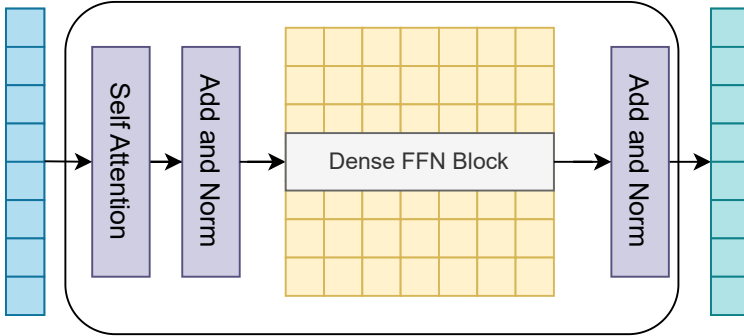 Self Attention
Add and Norm
Dense FFN Block
Add and Norm